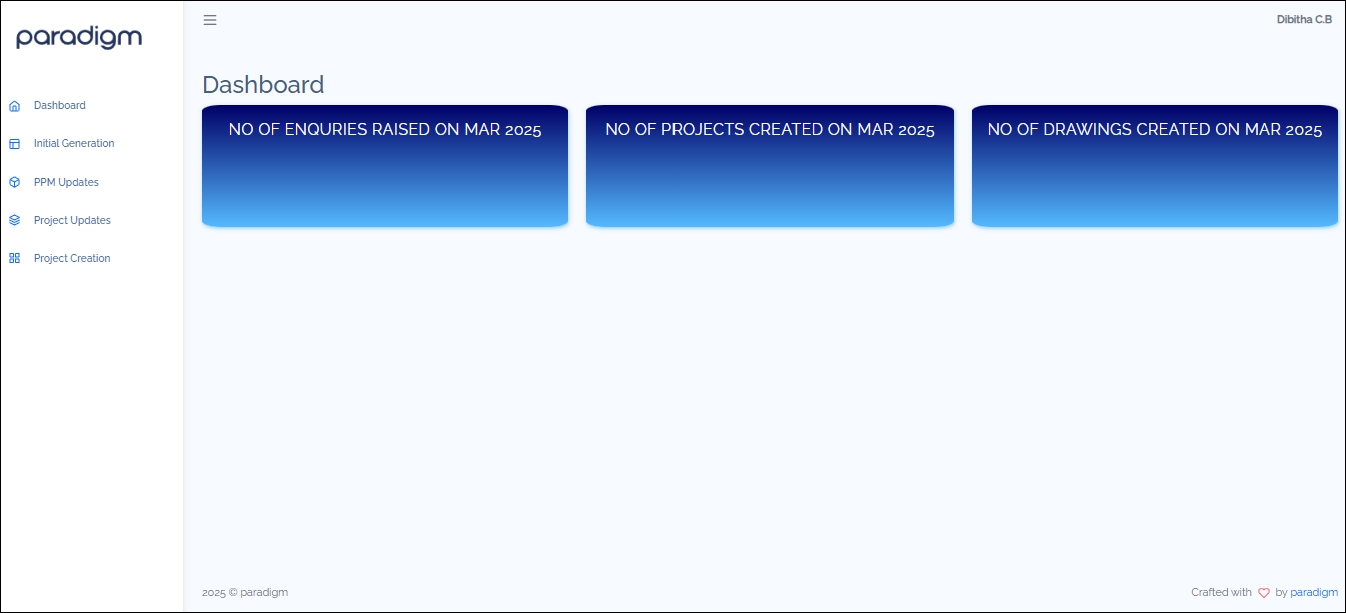 paradigm
Dibitha C.B
Dashboard
Initial Generation
PPM Updates
Project Updates
Project Creation
Dashboard
NO OF ENQURIES RAISED ON MAR 2025
NO OF PROJECTS CREATED ON MAR 2025
NO OF DRAWINGS CREATED ON MAR 2025
2025 © paradigm
Crafted with ♡ by paradigm